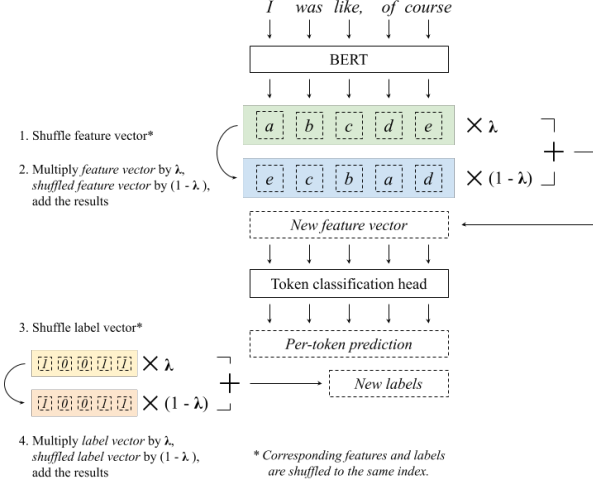 I was like, of course
BERT
a b c d e × λ
1. Shuffle feature vector*
2. Multiply feature vector by λ,
shuffled feature vector by (1 - λ ),
add the results
+
e c b a d × (1 - λ)
New feature vector
Token classification head
Per-token prediction
3. Shuffle label vector*
1 0 0 1 1 × λ
+
New labels
1 0 0 1 1 × (1 - λ)
4. Multiply label vector by λ,
shuffled label vector by (1 - λ ),
add the results
* Corresponding features and labels
are shuffled to the same index.